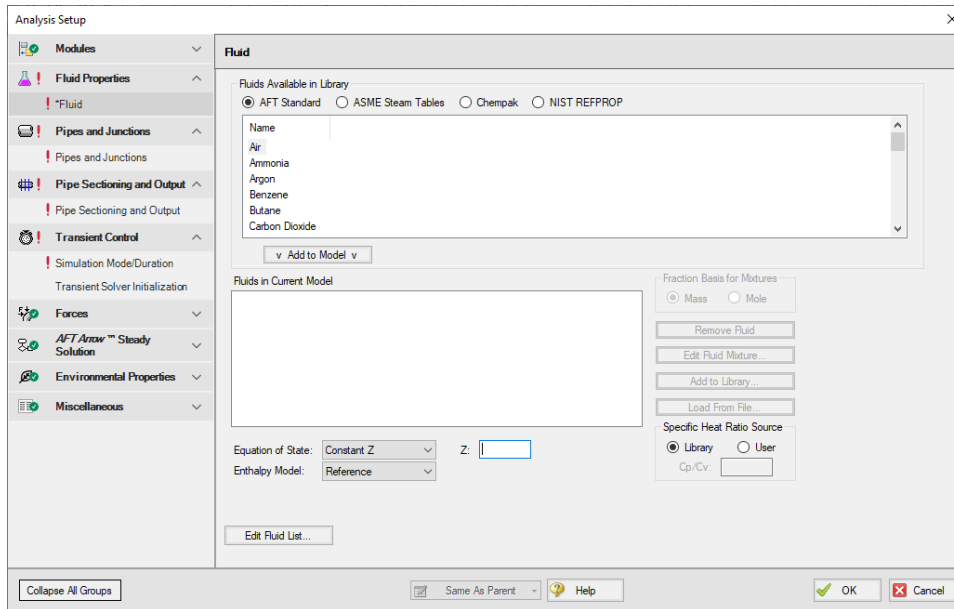 Analysis Setup
Modules
Fluid Properties
*Fluid
Pipes and Junctions
Pipes and Junctions
Pipe Sectioning and Output
Pipe Sectioning and Output
Transient Control
Simulation Mode/Duration
Transient Solver Initialization
Forces
AFT Arrow ™ Steady
Solution
Environmental Properties
Miscellaneous
Fluid
Fluids Available in Library
AFT Standard ASME Steam Tables Chempak NIST REFPROP
Name
Air
Ammonia
Argon
Benzene
Butane
Carbon Dioxide
v Add to Model v
Fluids in Current Model
Fraction Basis for Mixtures
Mass Mole
Remove Fluid
Edit Fluid Mixture...
Add to Library...
Load From File...
Specific Heat Ratio Source
Library User
Cp/Cv:
Equation of State: Constant Z Z:
Enthalpy Model: Reference
Edit Fluid List...
Collapse All Groups Same As Parent Help OK Cancel